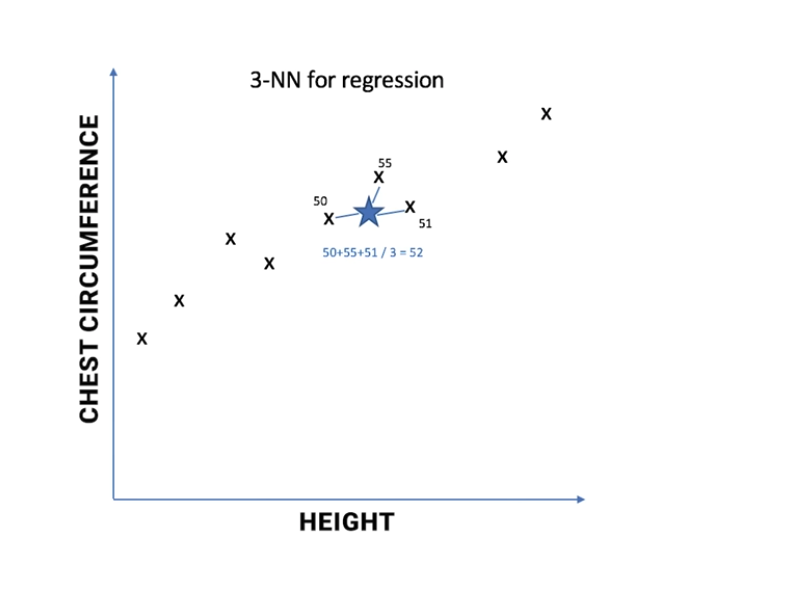 3-NN for regression
CHEST CIRCUMFERENCE
X
X
55
X
50
X
X
51
50+55+51 / 3 = 52
X
X
X
X
HEIGHT